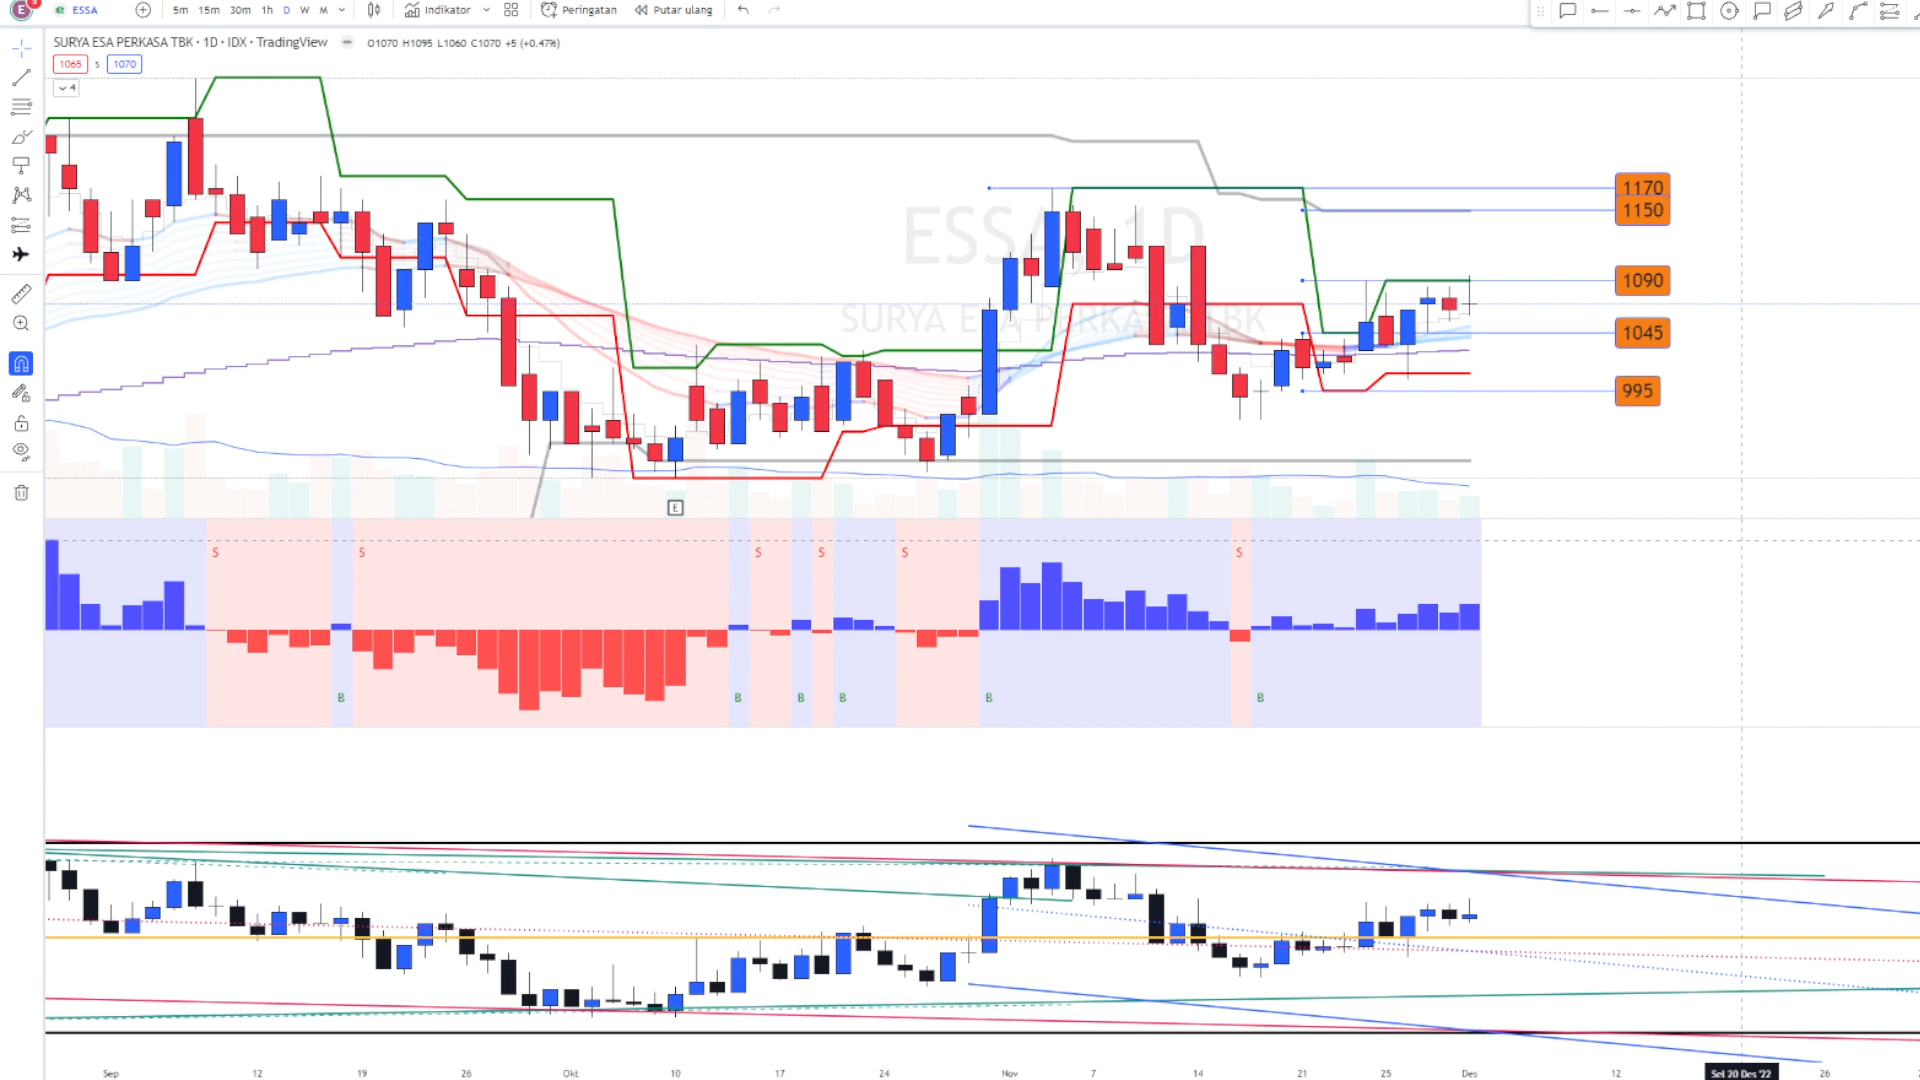 E 5 ESSA 5m 15m 30m 1h D W M Indikator Peringatan Putar ulang
SURYA ESA PERKASA TBK · 1D · IDX · TradingView O1070 H1095 L1060 C1070 +5 (+0.47%)
1065 5 1070
4
1170
ESSA, 1D
1150
1090
SURYA ESA PERKASA TBK
1045
995
E
S S S S S S
B B B B B B
Sep 12 19 26 Okt 10 17 24 Nov 7 14 21 25 Des 12 Sel 20 Des '22 26